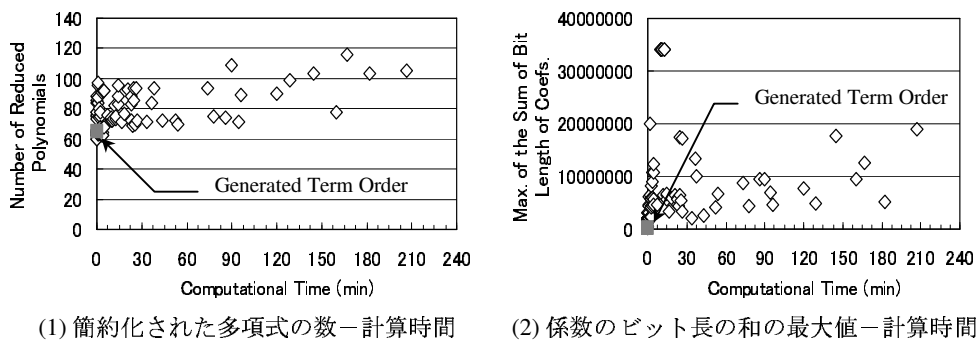 Number of Reduced
Polynomials
140
120
100
80
60
40
20
0
Generated Term Order
0 30 60 90 120 150 180 210 240
Computational Time (min)
(1) 簡約化された多項式の数－計算時間
Max. of the Sum of Bit
Length of Coefs.
40000000
30000000
20000000
10000000
0
Generated Term Order
0 30 60 90 120 150 180 210 240
Computational Time (min)
(2) 係数のビット長の和の最大値－計算時間